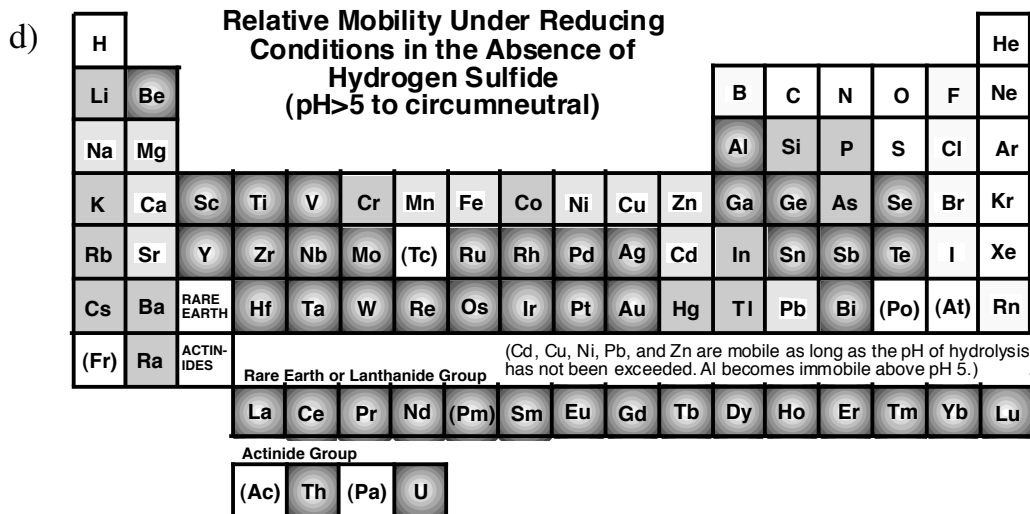 d)
Relative Mobility Under Reducing
Conditions in the Absence of
Hydrogen Sulfide
(pH>5 to circumneutral)
H He
Li Be B C N O F Ne
Na Mg Al Si P S Cl Ar
K Ca Sc Ti V Cr Mn Fe Co Ni Cu Zn Ga Ge As Se Br Kr
Rb Sr Y Zr Nb Mo (Tc) Ru Rh Pd Ag Cd In Sn Sb Te I Xe
Cs Ba RARE EARTH Hf Ta W Re Os Ir Pt Au Hg Tl Pb Bi (Po) (At) Rn
(Fr) Ra ACTIN-IDES
(Cd, Cu, Ni, Pb, and Zn are mobile as long as the pH of hydrolysis
has not been exceeded. Al becomes immobile above pH 5.)
Rare Earth or Lanthanide Group
La Ce Pr Nd (Pm) Sm Eu Gd Tb Dy Ho Er Tm Yb Lu
Actinide Group
(Ac) Th (Pa) U